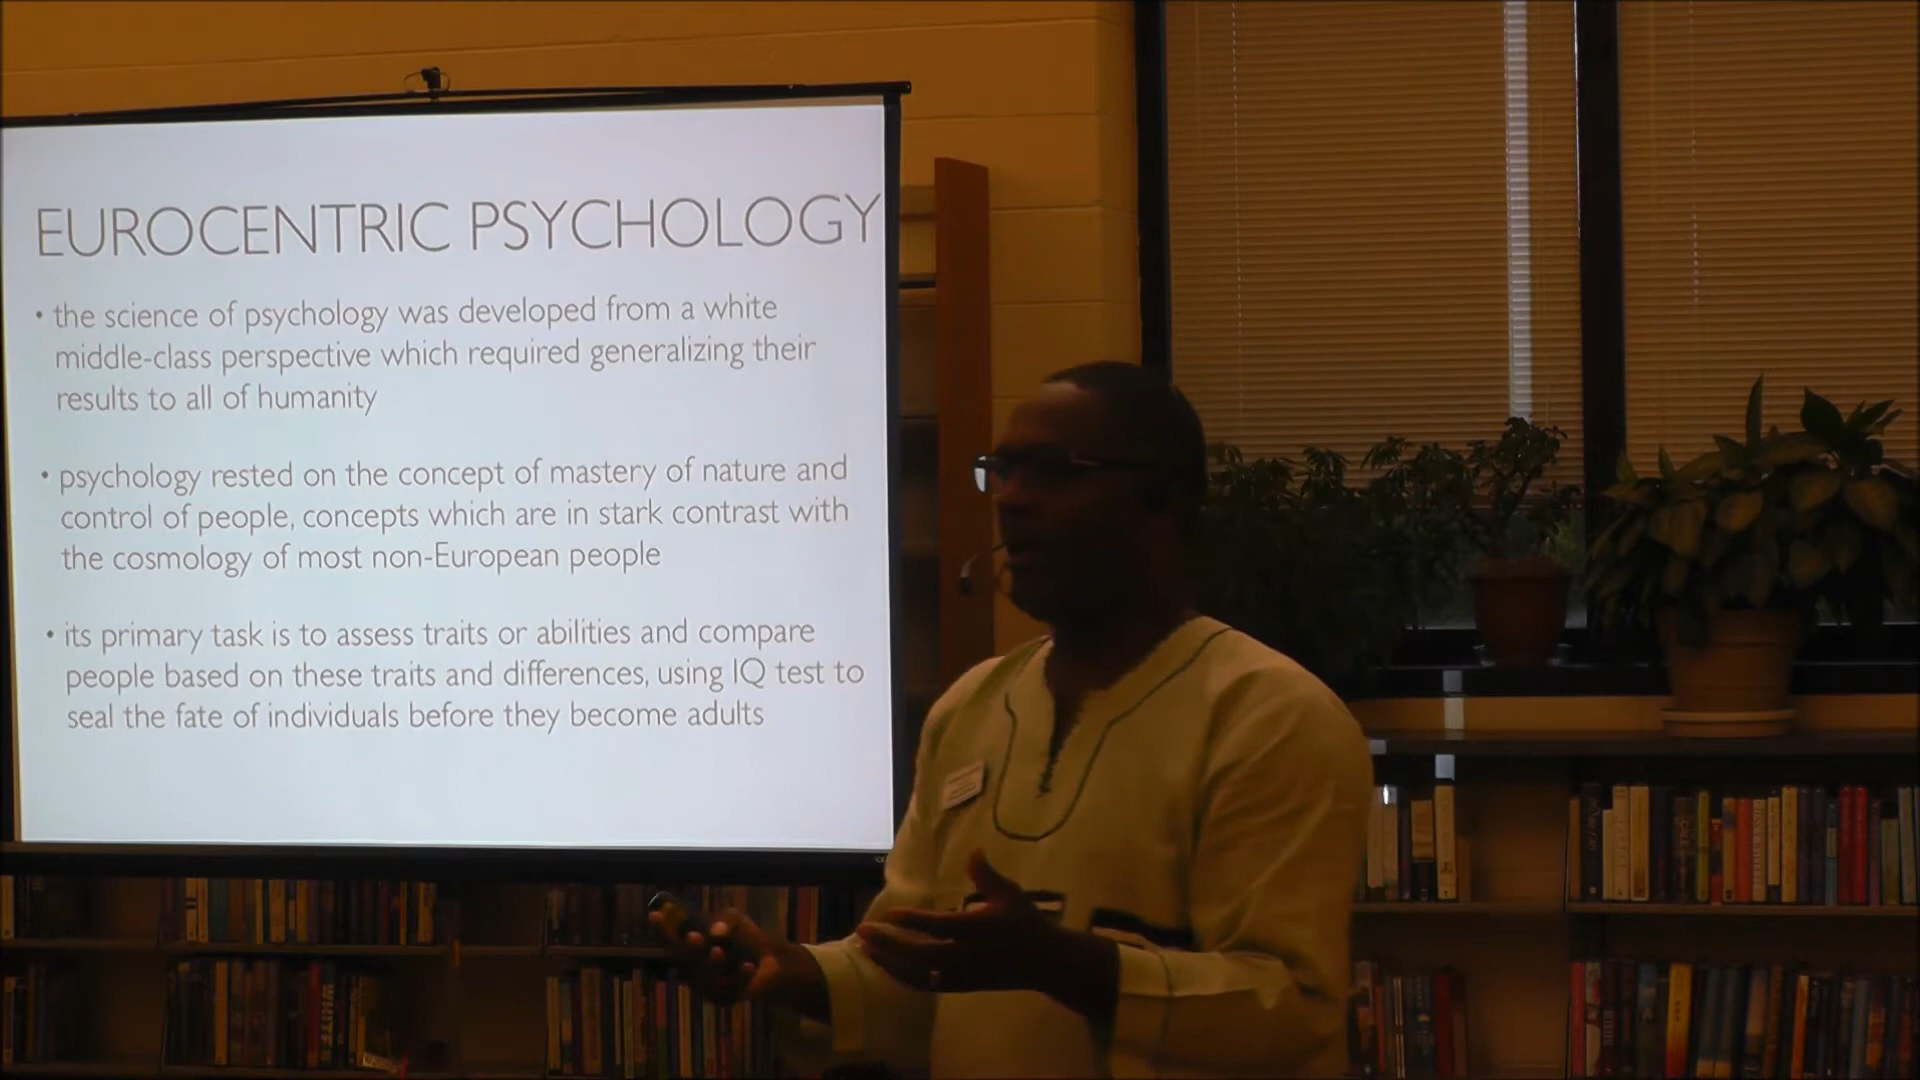 EUROCENTRIC PSYCHOLOGY
• the science of psychology was developed from a white
middle-class perspective which required generalizing their
results to all of humanity
• psychology rested on the concept of mastery of nature and
control of people, concepts which are in stark contrast with
the cosmology of most non-European people
• its primary task is to assess traits or abilities and compare
people based on these traits and differences, using IQ test to
seal the fate of individuals before they become adults